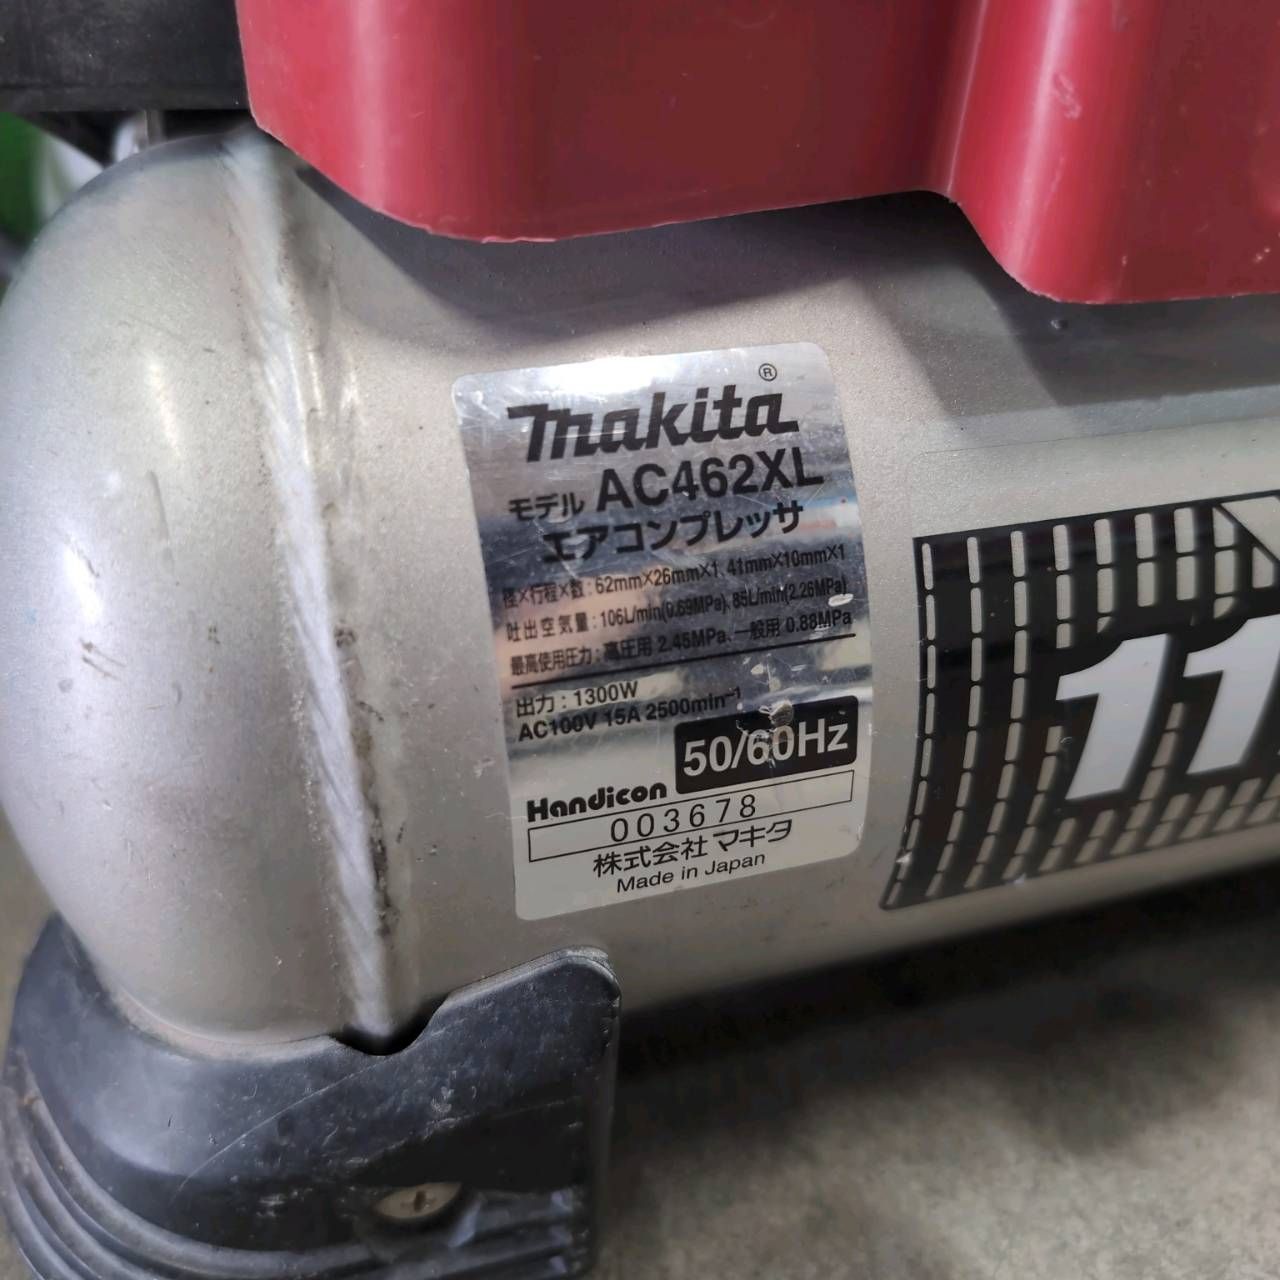 makita®
モデル AC462XL
エアコンプレッサ
径×行程×数 : 62mm×26mm×1, 41mm×10mm×1
吐出空気量 : 106L/min(0.69MPa), 85L/min(2.26MPa)
最高使用圧力 : 高圧用 2.45MPa、一般用 0.88MPa
出力 : 1300W
AC100V 15A 2500min⁻¹
50/60Hz
Handicon
003678
株式会社マキタ
Made in Japan
11